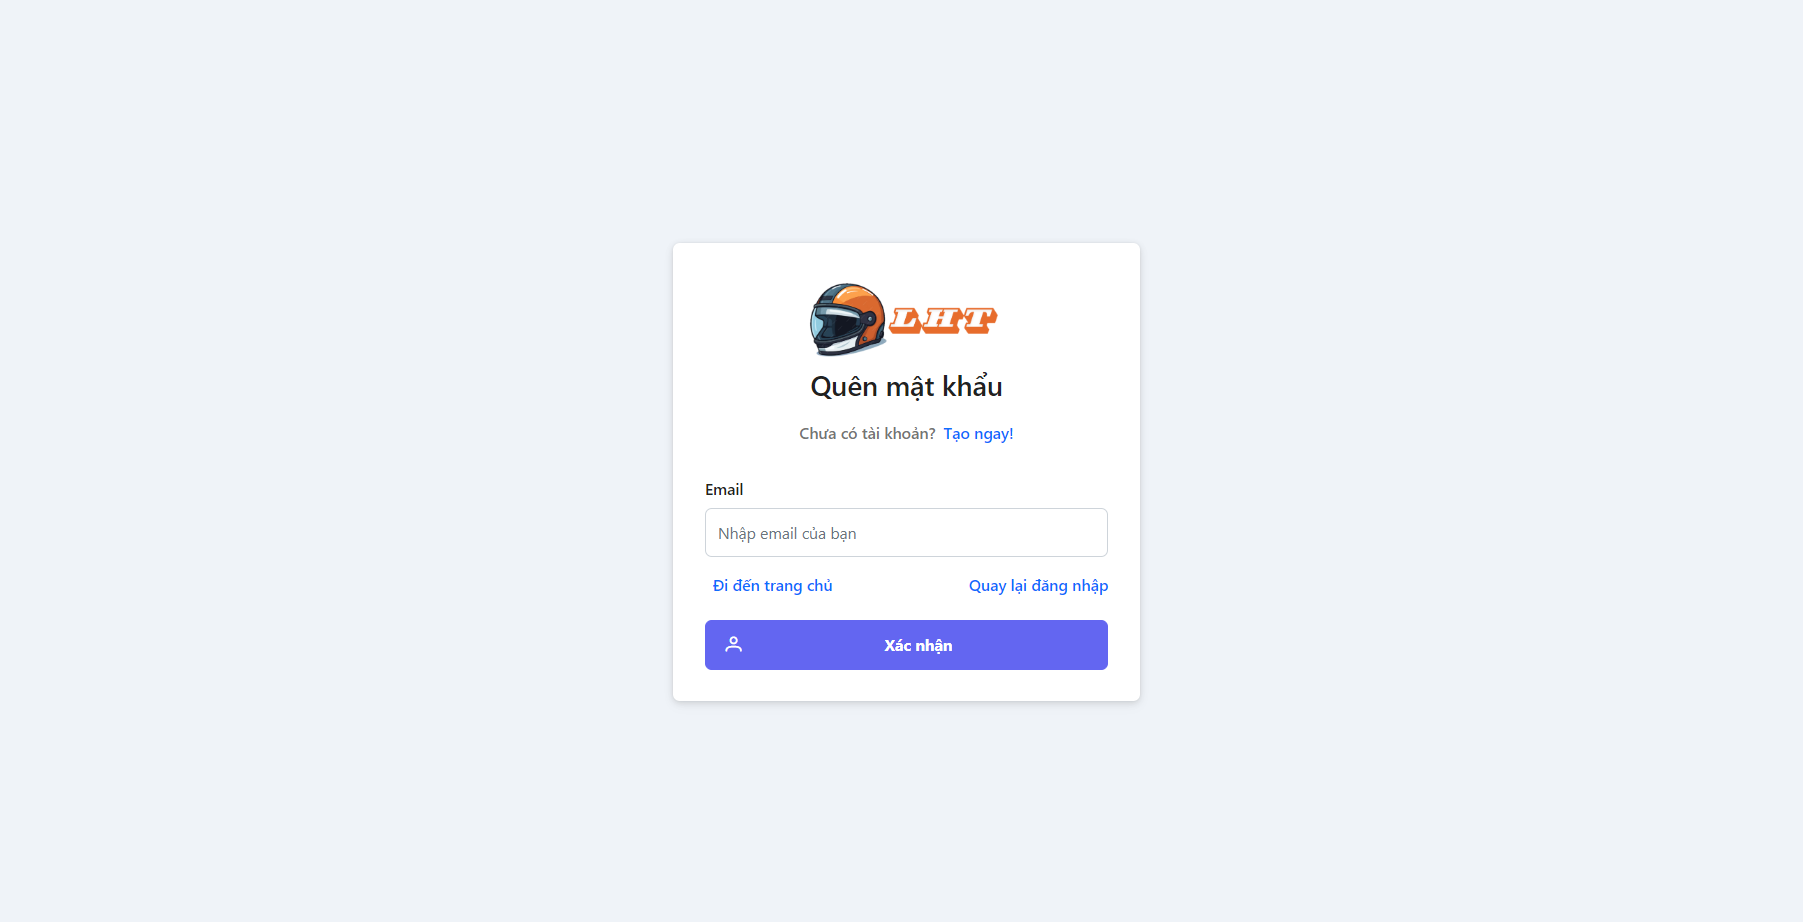 LHT
Quên mật khẩu
Chưa có tài khoản? Tạo ngay!
Email
Nhập email của bạn
Đi đến trang chủ Quay lại đăng nhập
Xác nhận